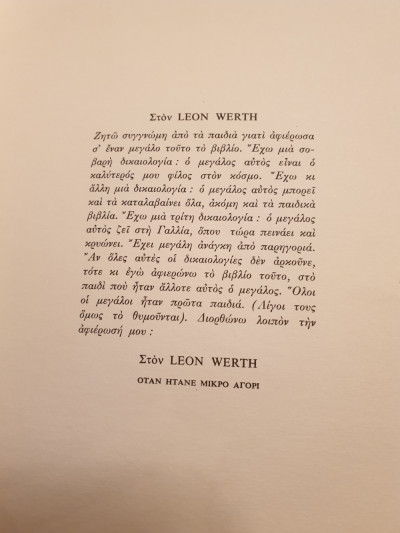 Στὸν LEON WERTH
Ζητῶ συγγνώμη ἀπὸ τὰ παιδιὰ γιατὶ ἀφιέρωσα
σ' ἕναν μεγάλο τοῦτο τὸ βιβλίο. Ἔχω μιὰ σο-
βαρὴ δικαιολογία : ὁ μεγάλος αὐτὸς εἶναι ὁ
καλύτερός μου φίλος στὸν κόσμο. Ἔχω κι
ἄλλη μιὰ δικαιολογία : ὁ μεγάλος αὐτὸς μπορεῖ
καὶ τὰ καταλαβαίνει ὅλα, ἀκόμη καὶ τὰ παιδικὰ
βιβλία. Ἔχω μιὰ τρίτη δικαιολογία : ὁ μεγάλος
αὐτὸς ζεῖ στὴ Γαλλία, ὅπου τώρα πεινάει καὶ
κρυώνει. Ἔχει μεγάλη ἀνάγκη ἀπὸ παρηγοριά.
Ἂν ὅλες αὐτὲς οἱ δικαιολογίες δὲν ἀρκοῦνε,
τότε κι ἐγὼ ἀφιερώνω τὸ βιβλίο τοῦτο, στὸ
παιδὶ ποὺ ἦταν ἄλλοτε αὐτὸς ὁ μεγάλος. Ὅλοι
οἱ μεγάλοι ἦταν πρῶτα παιδιά. (Λίγοι τους
ὅμως τὸ θυμοῦνται). Διορθώνω λοιπὸν τὴν
ἀφιέρωσή μου :
Στὸν LEON WERTH
ΟΤΑΝ ΗΤΑΝΕ ΜΙΚΡΟ ΑΓΟΡΙ